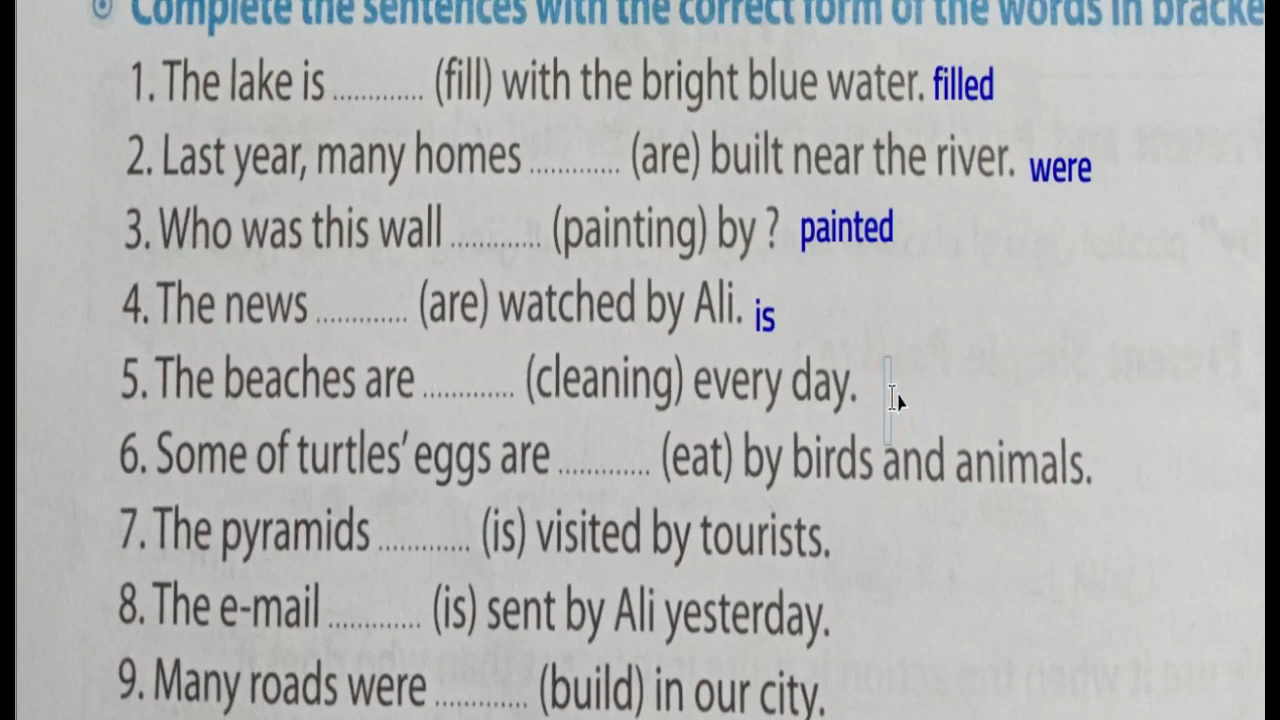 Complete the sentences with the correct form of the words in bracke
1. The lake is ............. (fill) with the bright blue water. filled
2. Last year, many homes ............. (are) built near the river. were
3. Who was this wall ............. (painting) by ? painted
4. The news ............. (are) watched by Ali. is
5. The beaches are ............. (cleaning) every day.
6. Some of turtles' eggs are ............. (eat) by birds and animals.
7. The pyramids ............. (is) visited by tourists.
8. The e-mail ............. (is) sent by Ali yesterday.
9. Many roads were ............. (build) in our city.